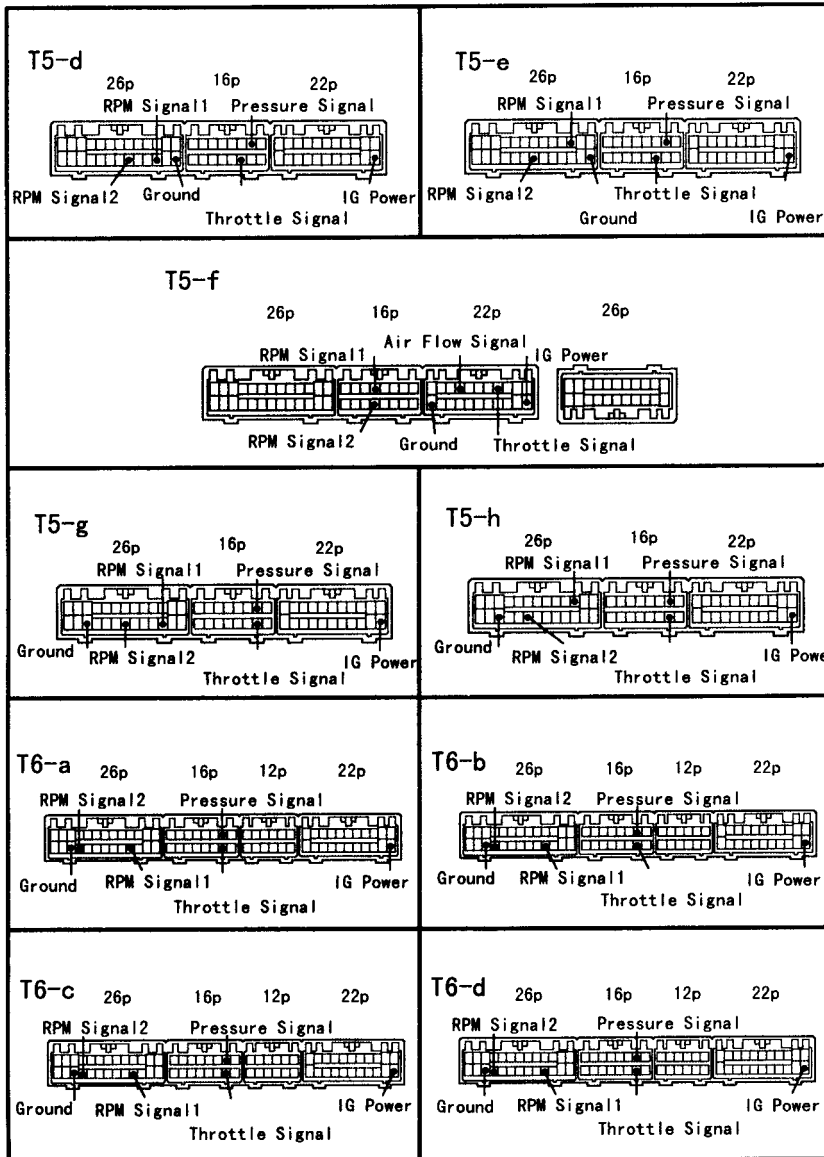 T5-d
26p 16p 22p
RPM Signal1 Pressure Signal
RPM Signal2 Ground IG Power
Throttle Signal
T5-e
26p 16p 22p
RPM Signal1 Pressure Signal
RPM Signal2 Throttle Signal
Ground IG Power
T5-f
26p 16p 22p 26p
Air Flow Signal
RPM Signal1 IG Power
RPM Signal2 Ground Throttle Signal
T5-g
26p 16p 22p
RPM Signal1 Pressure Signal
Ground RPM Signal2 IG Power
Throttle Signal
T5-h
26p 16p 22p
RPM Signal1 Pressure Signal
Ground RPM Signal2 IG Powe
Throttle Signal
T6-a
26p 16p 12p 22p
RPM Signal2 Pressure Signal
Ground RPM Signal1 IG Power
Throttle Signal
T6-b
26p 16p 12p 22p
RPM Signal2 Pressure Signal
Ground RPM Signal1 IG Power
Throttle Signal
T6-c
26p 16p 12p 22p
RPM Signal2 Pressure Signal
Ground RPM Signal1 IG Power
Throttle Signal
T6-d
26p 16p 12p 22p
RPM Signal2 Pressure Signal
Ground RPM Signal1 IG Power
Throttle Signal